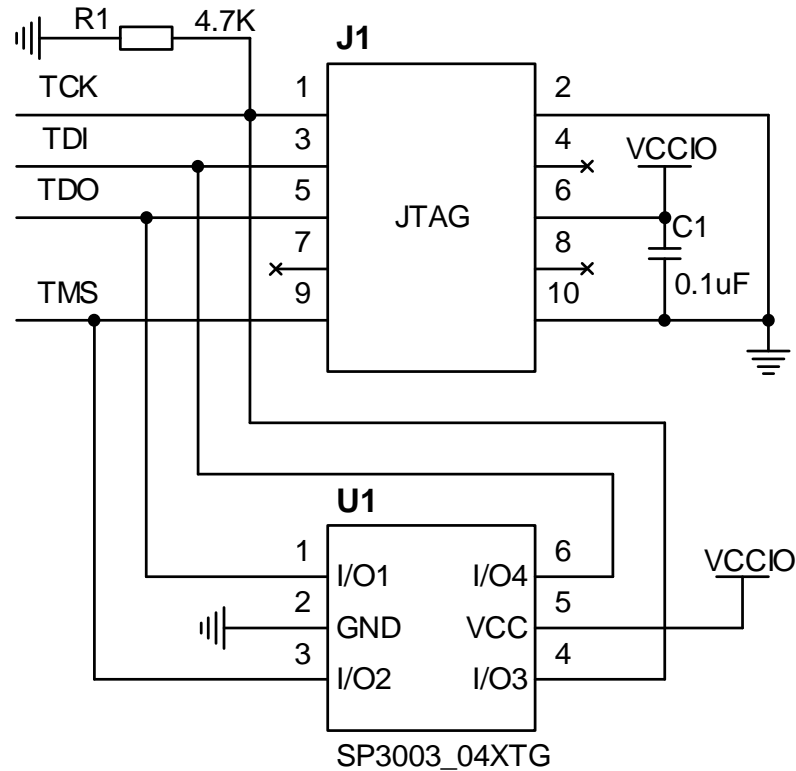 R1 4.7K
J1
TCK 1 2
TDI 3 4 VCCIO
TDO 5 JTAG 6 C1
7 8
TMS 9 10 0.1uF
U1
1 I/O1 I/O4 6 VCCIO
2 GND VCC 5
3 I/O2 I/O3 4
SP3003_04XTG